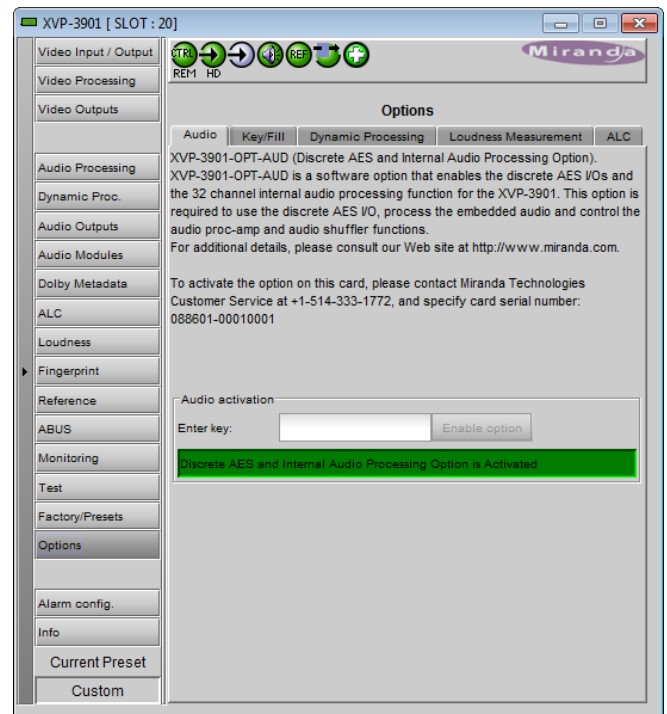 XVP-3901 [ SLOT : 20]
Video Input / Output
Video Processing
Video Outputs
Audio Processing
Dynamic Proc.
Audio Outputs
Audio Modules
Dolby Metadata
ALC
Loudness
Fingerprint
Reference
ABUS
Monitoring
Test
Factory/Presets
Options
Alarm config.
Info
Current Preset
Custom
CTRL
REF
REM HD
Miranda
Options
Audio Key/Fill Dynamic Processing Loudness Measurement ALC
XVP-3901-OPT-AUD (Discrete AES and Internal Audio Processing Option).
XVP-3901-OPT-AUD is a software option that enables the discrete AES I/Os and
the 32 channel internal audio processing function for the XVP-3901. This option is
required to use the discrete AES I/O, process the embedded audio and control the
audio proc-amp and audio shuffler functions.
For additional details, please consult our Web site at http://www.miranda.com.
To activate the option on this card, please contact Miranda Technologies
Customer Service at +1-514-333-1772, and specify card serial number:
088601-00010001
Audio activation
Enter key:
Enable option
Discrete AES and Internal Audio Processing Option is Activated